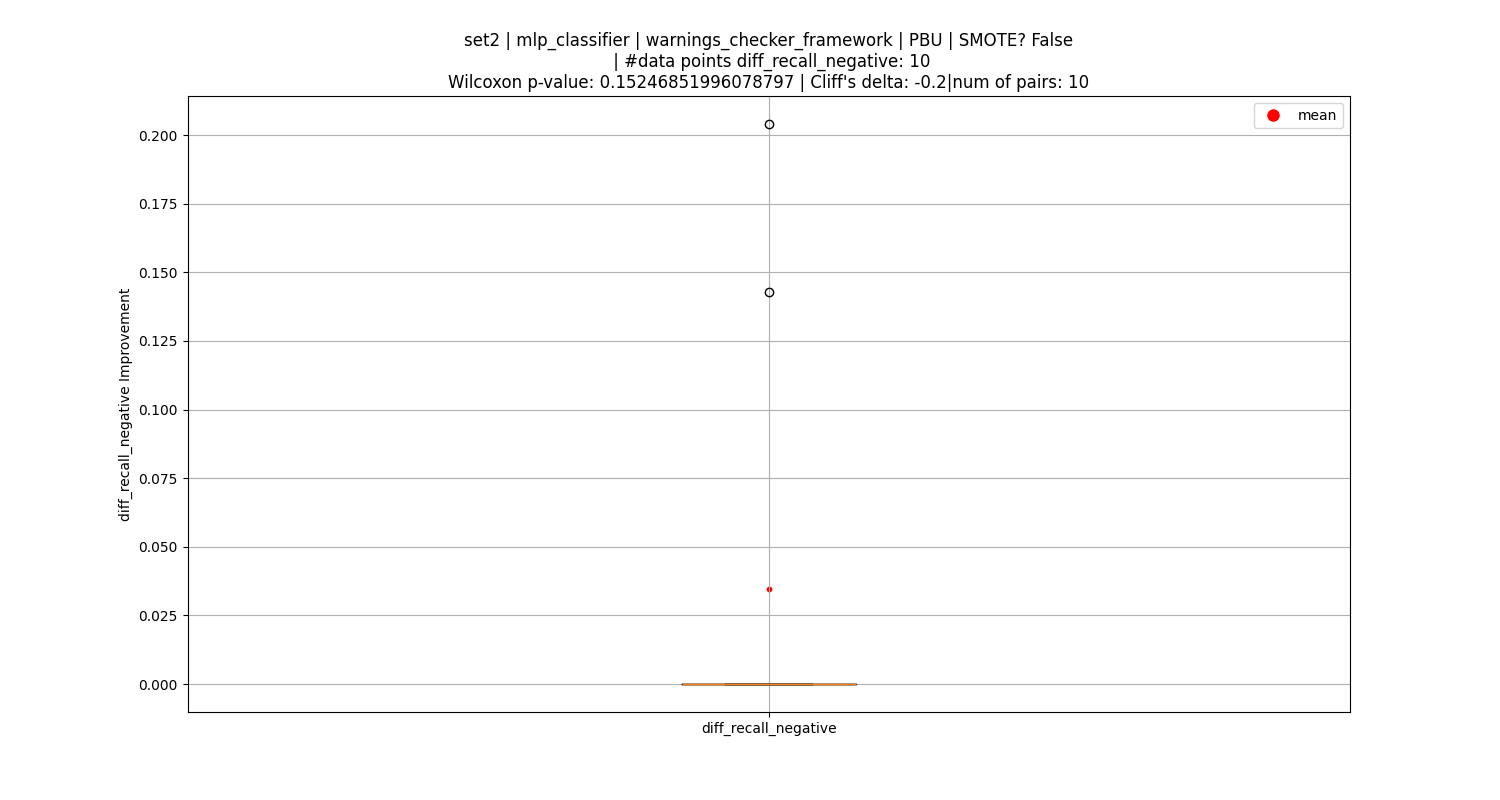 set2 | mlp_classifier | warnings_checker_framework | PBU | SMOTE? False
| #data points diff_recall_negative: 10
Wilcoxon p-value: 0.15246851996078797 | Cliff's delta: -0.2|num of pairs: 10
mean
0.200
0.175
0.150
0.125
0.100
0.075
0.050
0.025
0.000
diff_recall_negative Improvement
diff_recall_negative